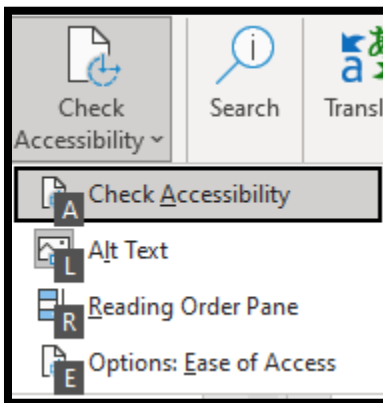 Check
Accessibility
Search
Transl
A Check Accessibility
L Alt Text
R Reading Order Pane
E Options: Ease of Access